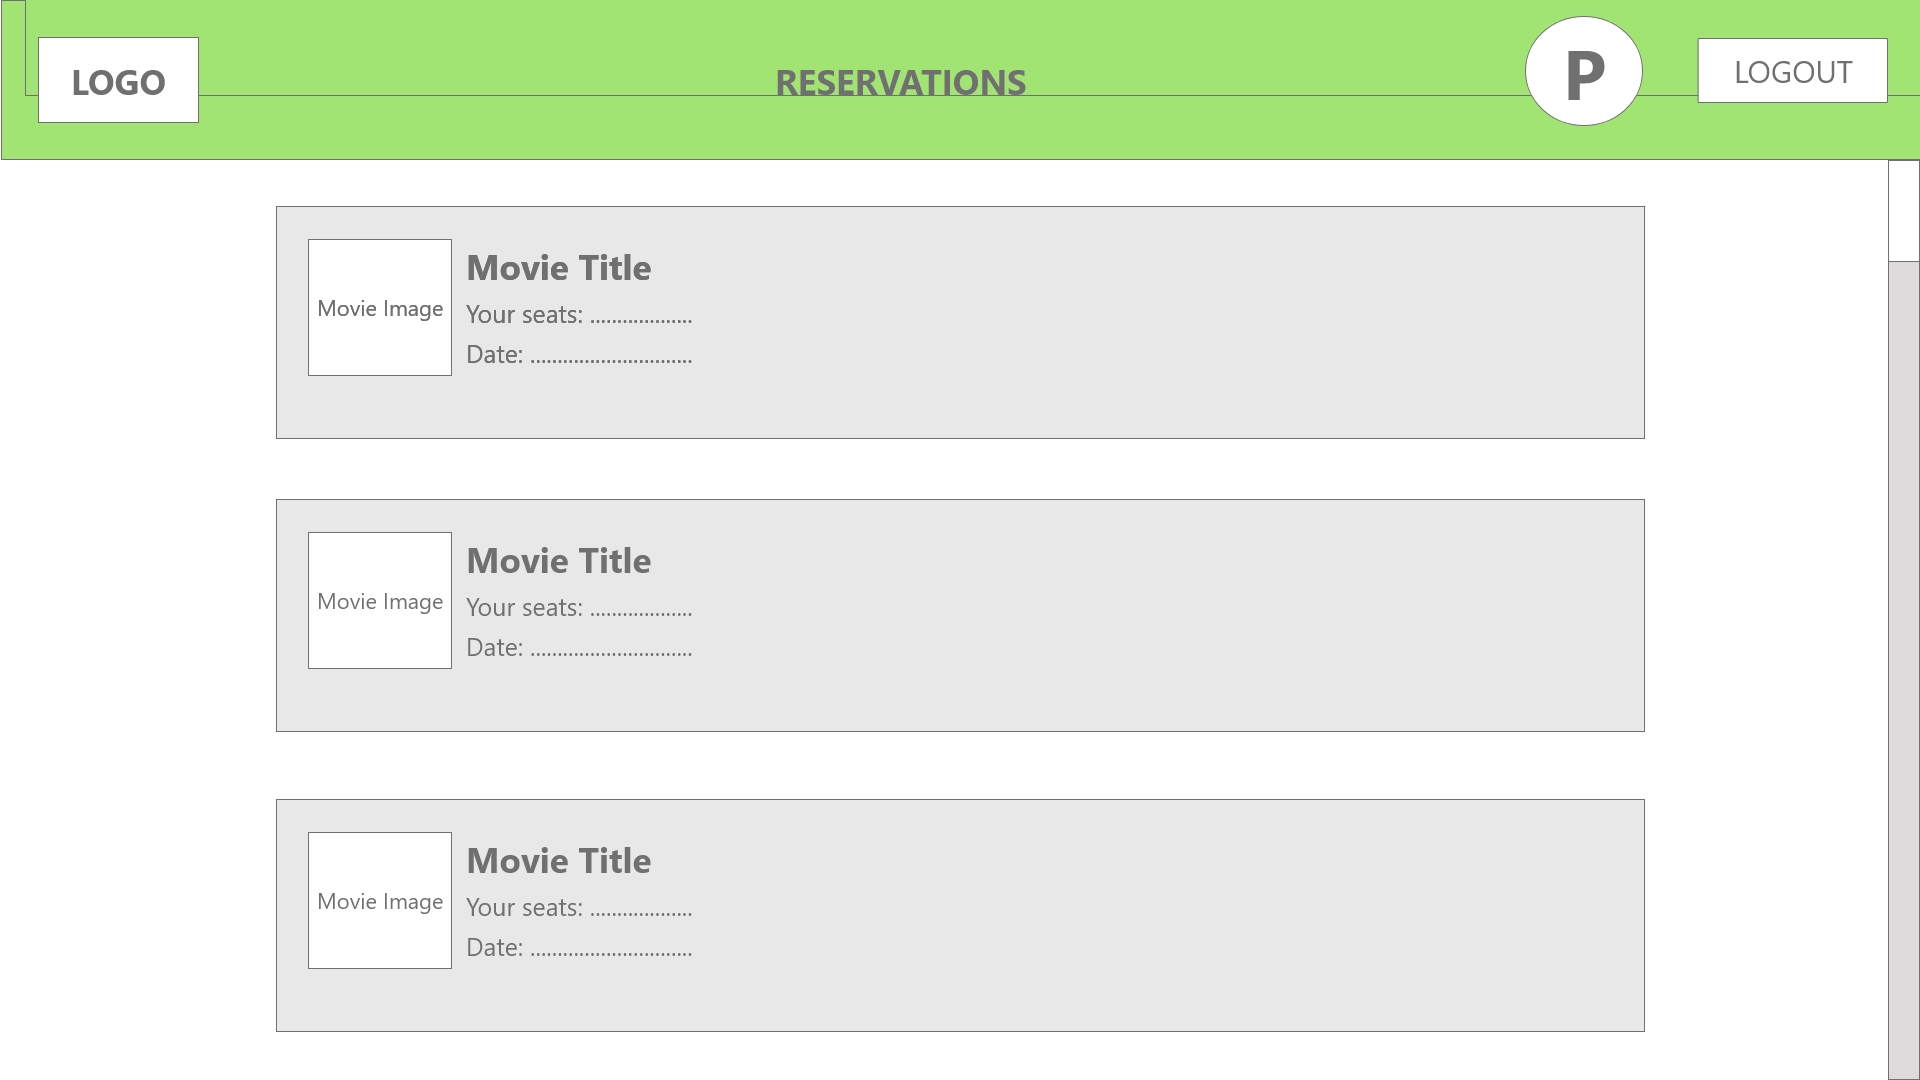 LOGO
RESERVATIONS
P
LOGOUT
Movie Image
Movie Title
Your seats: ...................
Date: ..............................
Movie Image
Movie Title
Your seats: ...................
Date: ..............................
Movie Image
Movie Title
Your seats: ...................
Date: ..............................